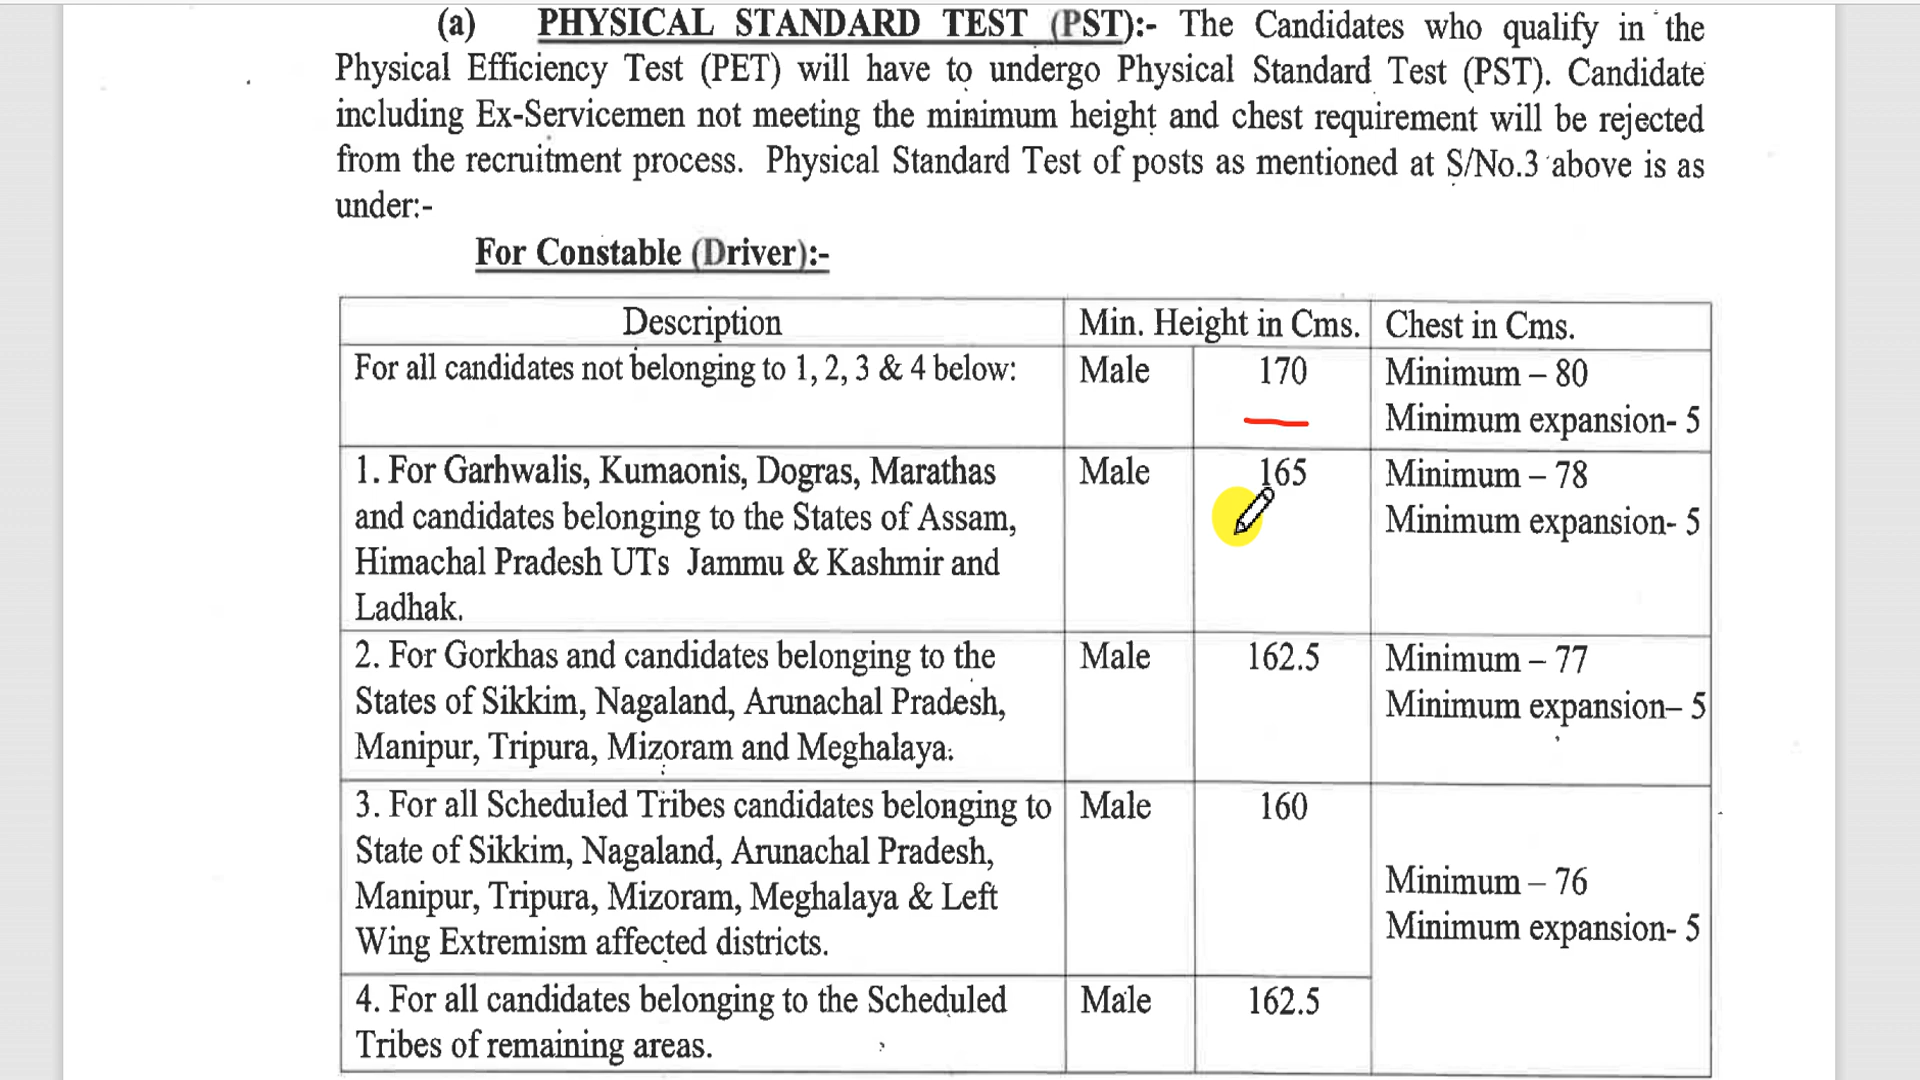 (a) PHYSICAL STANDARD TEST (PST):- The Candidates who qualify in the
Physical Efficiency Test (PET) will have to undergo Physical Standard Test (PST). Candidate
including Ex-Servicemen not meeting the minimum height and chest requirement will be rejected
from the recruitment process. Physical Standard Test of posts as mentioned at S/No.3 above is as
under:-
For Constable (Driver):-
Description Min. Height in Cms. Chest in Cms.
For all candidates not belonging to 1, 2, 3 & 4 below: Male 170 Minimum – 80
Minimum expansion- 5
1. For Garhwalis, Kumaonis, Dogras, Marathas Male 165 Minimum – 78
and candidates belonging to the States of Assam, Minimum expansion- 5
Himachal Pradesh UTs Jammu & Kashmir and
Ladhak.
2. For Gorkhas and candidates belonging to the Male 162.5 Minimum – 77
States of Sikkim, Nagaland, Arunachal Pradesh, Minimum expansion– 5
Manipur, Tripura, Mizoram and Meghalaya.
3. For all Scheduled Tribes candidates belonging to Male 160
State of Sikkim, Nagaland, Arunachal Pradesh,
Manipur, Tripura, Mizoram, Meghalaya & Left Minimum – 76
Wing Extremism affected districts. Minimum expansion- 5
4. For all candidates belonging to the Scheduled Male 162.5
Tribes of remaining areas.